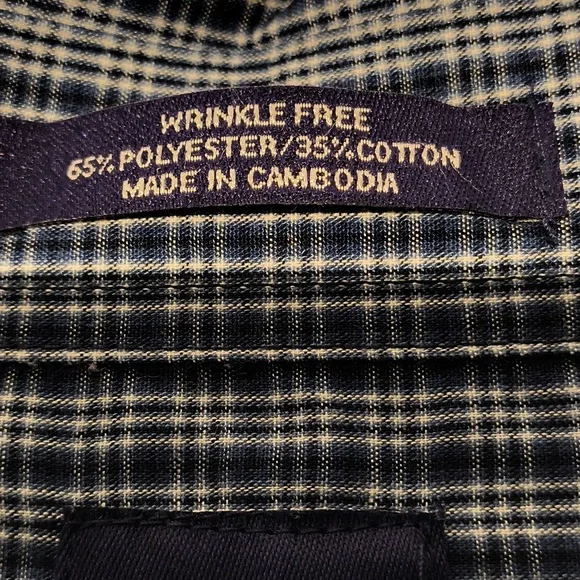 WRINKLE FREE
65% POLYESTER/35% COTTON
MADE IN CAMBODIA